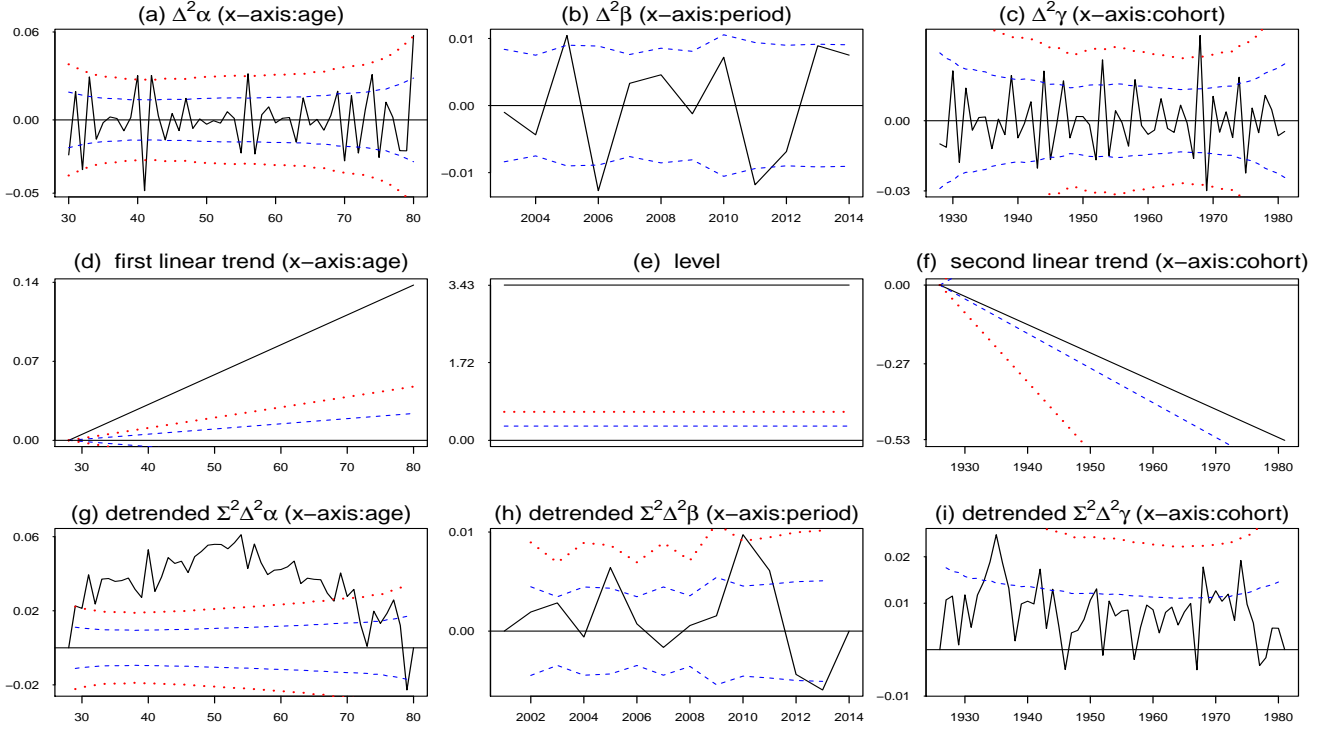 (a) Δ²α (x−axis:age)
0.06
0.00
−0.05
30 40 50 60 70 80
(b) Δ²β (x−axis:period)
0.01
0.00
−0.01
2004 2006 2008 2010 2012 2014
(c) Δ²γ (x−axis:cohort)
0.00
−0.03
1930 1940 1950 1960 1970 1980
(d) first linear trend (x−axis:age)
0.14
0.07
0.00
30 40 50 60 70 80
(e) level
3.43
1.72
0.00
2004 2006 2008 2010 2012 2014
(f) second linear trend (x−axis:cohort)
0.00
−0.27
−0.53
1930 1940 1950 1960 1970 1980
(g) detrended Σ²Δ²α (x−axis:age)
0.06
0.02
−0.02
30 40 50 60 70 80
(h) detrended Σ²Δ²β (x−axis:period)
0.01
0.00
2002 2004 2006 2008 2010 2012 2014
(i) detrended Σ²Δ²γ (x−axis:cohort)
0.02
0.01
−0.01
1930 1940 1950 1960 1970 1980